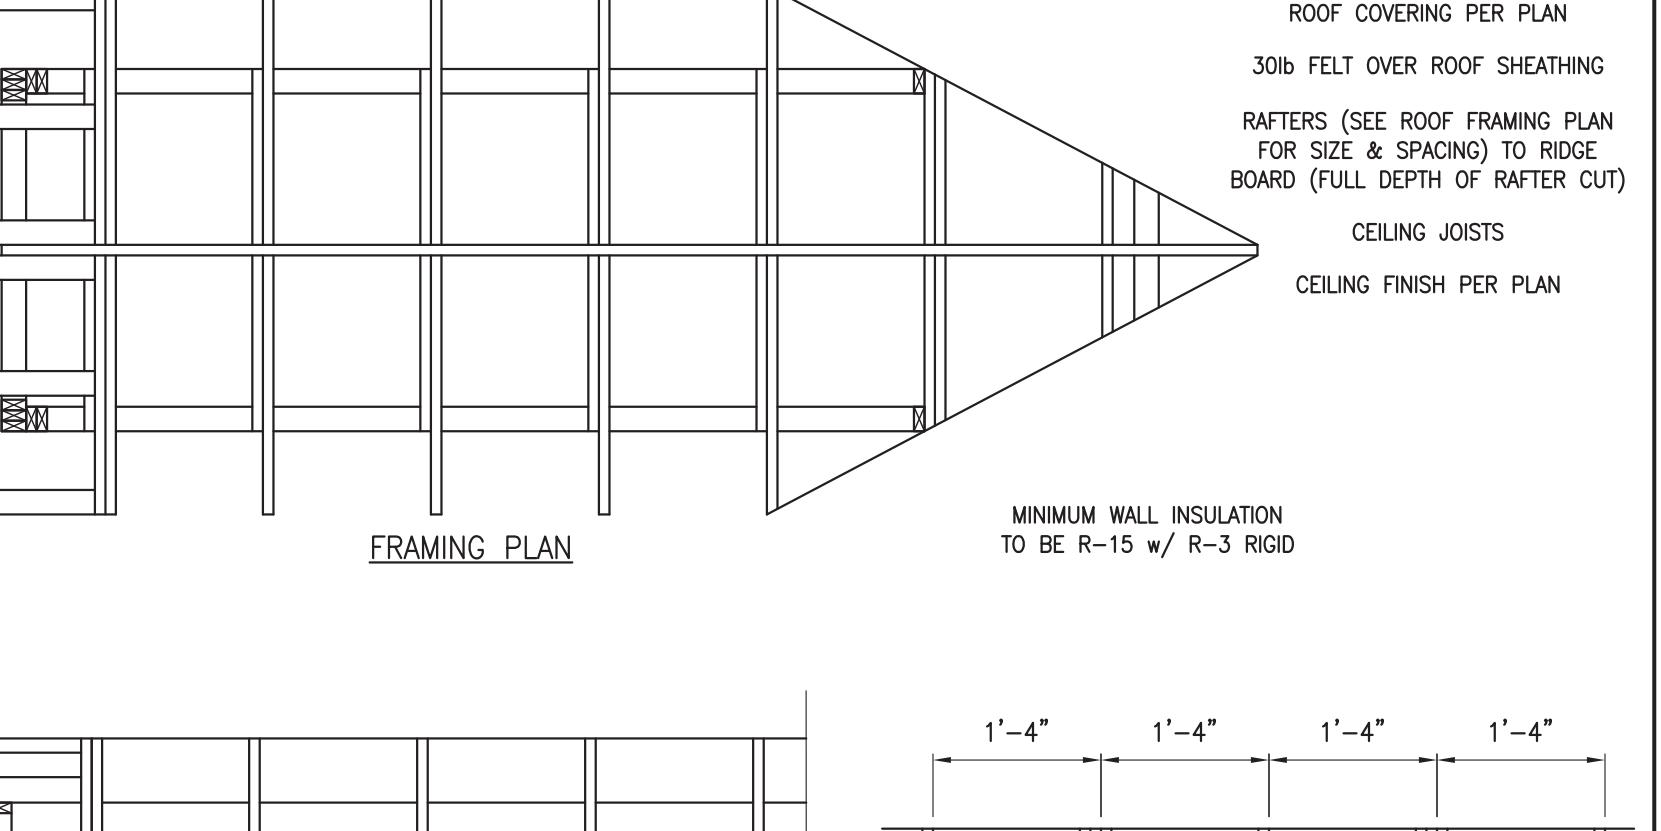 ROOF COVERING PER PLAN
30lb FELT OVER ROOF SHEATHING
RAFTERS (SEE ROOF FRAMING PLAN
FOR SIZE & SPACING) TO RIDGE
BOARD (FULL DEPTH OF RAFTER CUT)
CEILING JOISTS
CEILING FINISH PER PLAN
MINIMUM WALL INSULATION
TO BE R-15 w/ R-3 RIGID
FRAMING PLAN
1'-4" 1'-4" 1'-4" 1'-4"